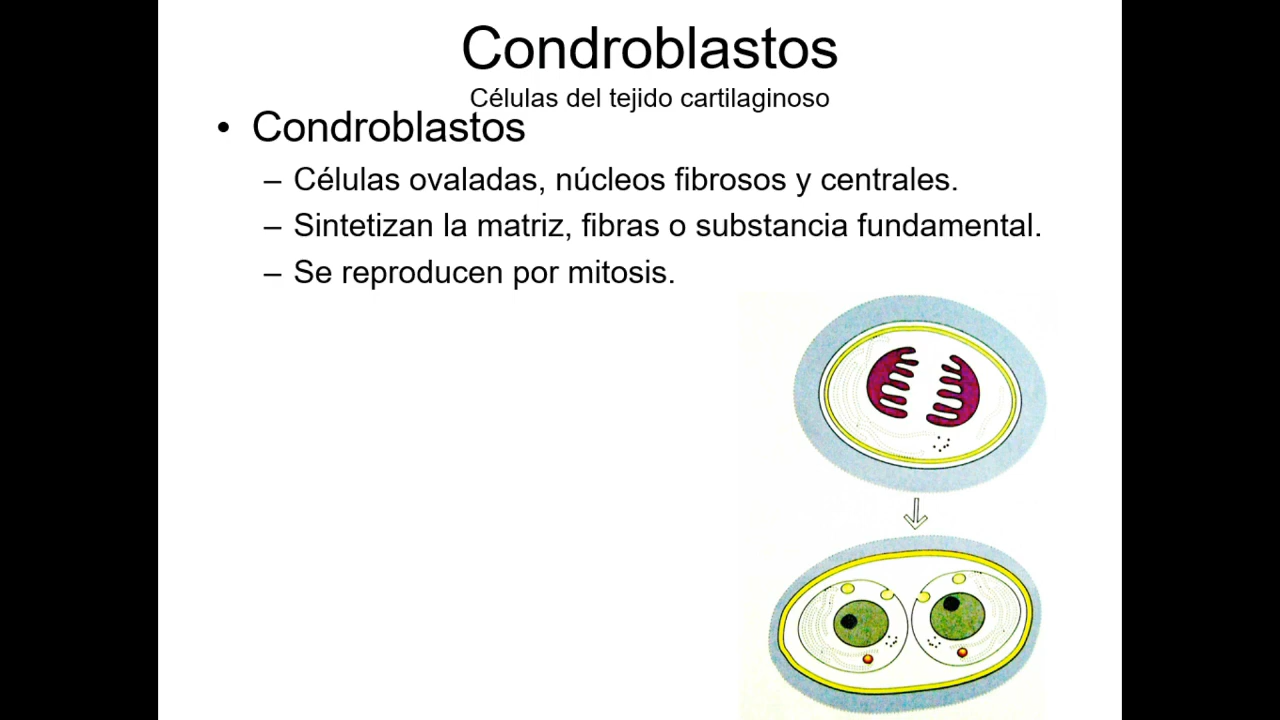 Condroblastos
Células del tejido cartilaginoso
• Condroblastos
– Células ovaladas, núcleos fibrosos y centrales.
– Sintetizan la matriz, fibras o substancia fundamental.
– Se reproducen por mitosis.